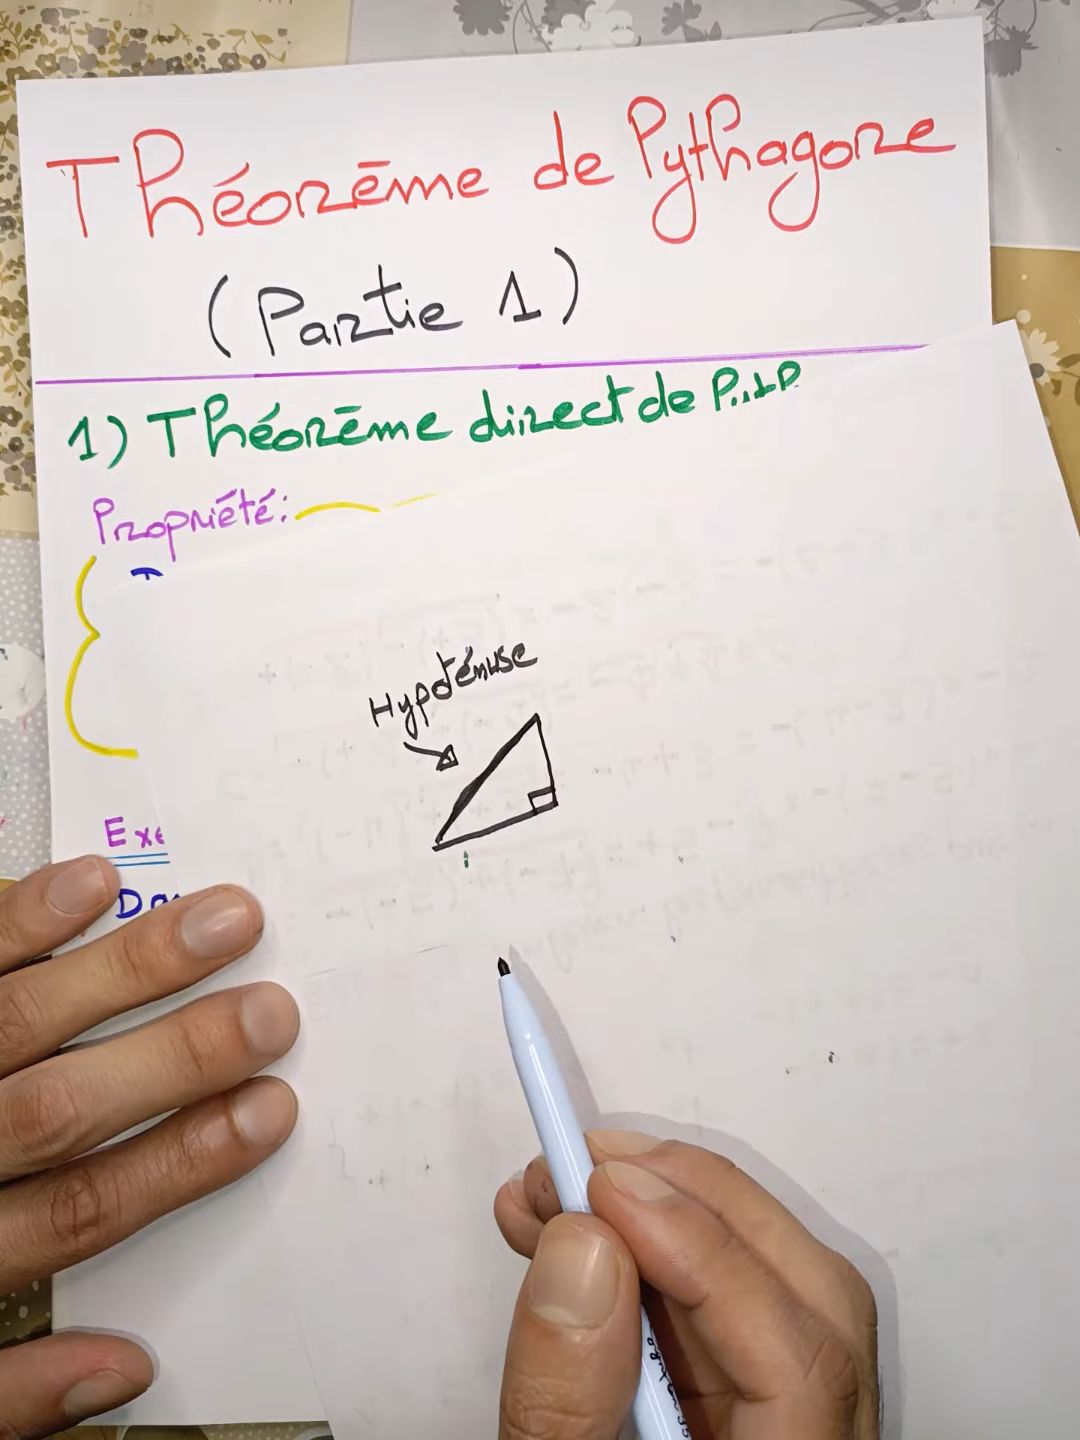 Théorème de Pythagore
(Partie 1)
1) Théorème direct de
Propriété:
Hypoténuse